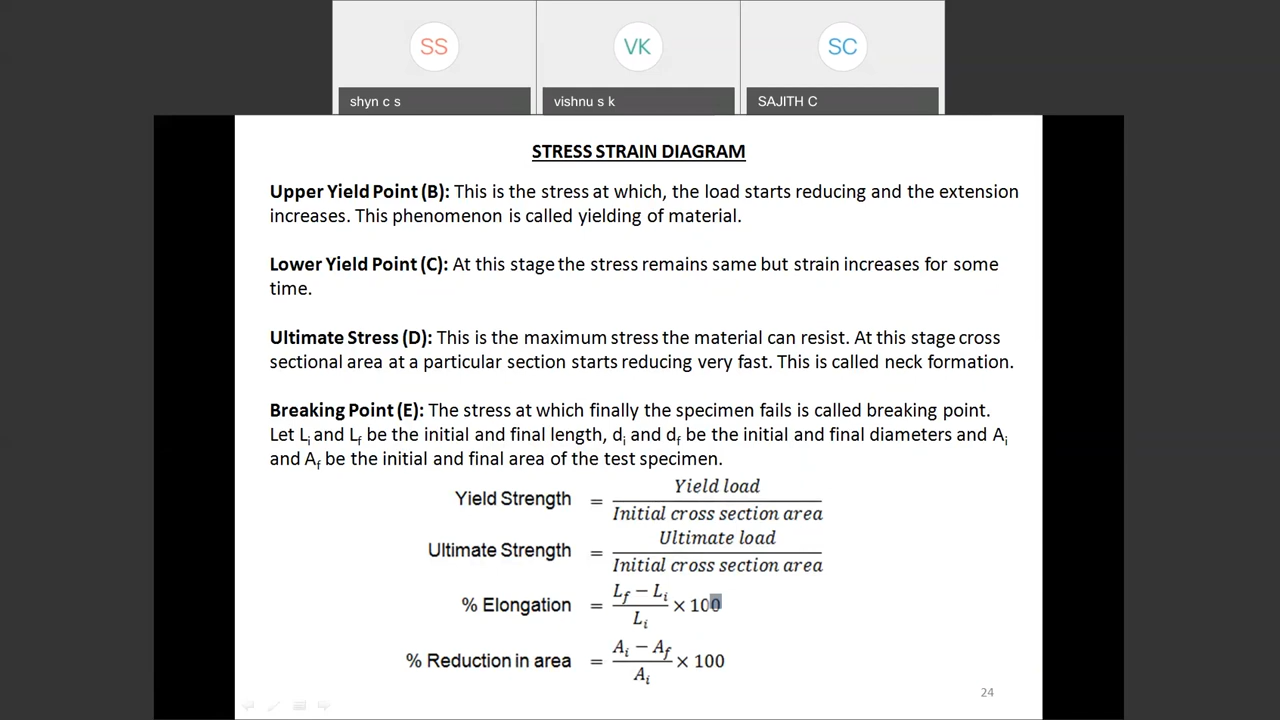 SS VK SC
shyn c s vishnu s k SAJITH C
STRESS STRAIN DIAGRAM
Upper Yield Point (B): This is the stress at which, the load starts reducing and the extension
increases. This phenomenon is called yielding of material.
Lower Yield Point (C): At this stage the stress remains same but strain increases for some
time.
Ultimate Stress (D): This is the maximum stress the material can resist. At this stage cross
sectional area at a particular section starts reducing very fast. This is called neck formation.
Breaking Point (E): The stress at which finally the specimen fails is called breaking point.
Let Li and Lf be the initial and final length, di and df be the initial and final diameters and Ai
and Af be the initial and final area of the test specimen.
Yield Strength = Yield load / Initial cross section area
Ultimate Strength = Ultimate load / Initial cross section area
% Elongation = (Lf − Li) / Li × 100
% Reduction in area = (Ai − Af) / Ai × 100
24